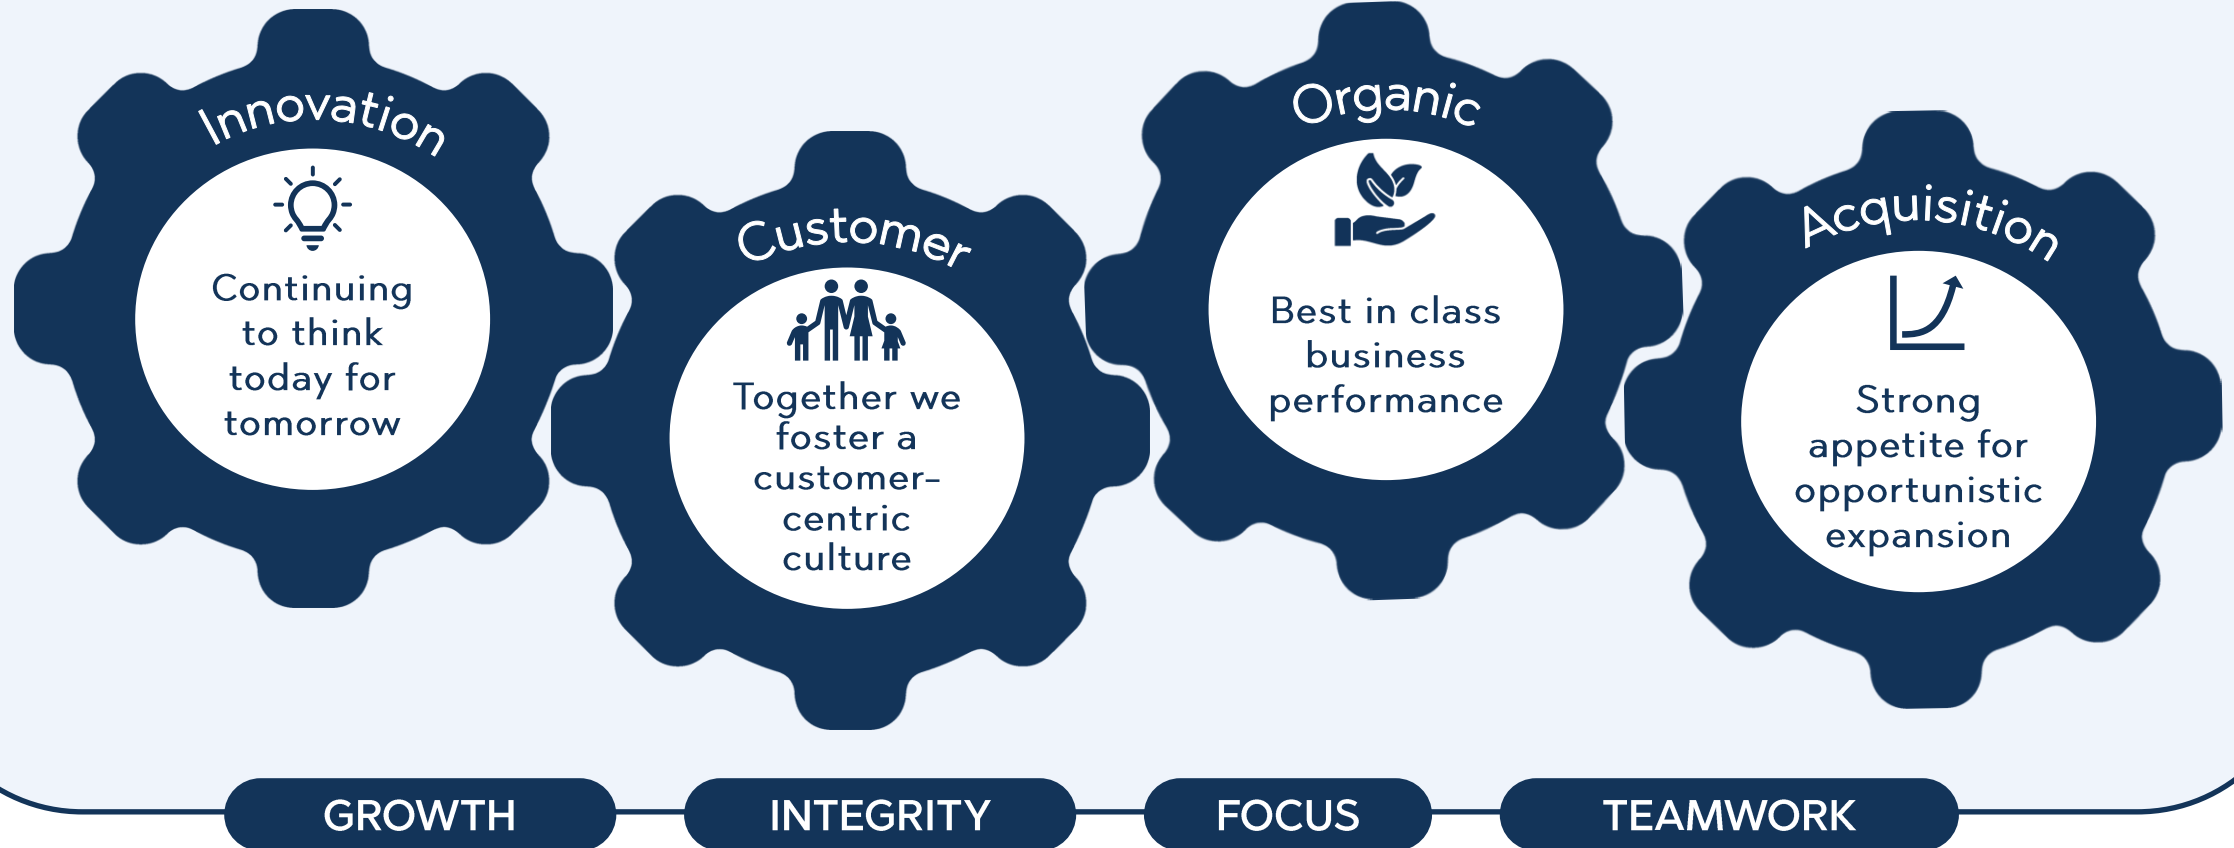 Innovation
Continuing
to think
today for
tomorrow
Customer
Together we
foster a
customer-
centric
culture
Organic
Best in class
business
performance
Acquisition
Strong
appetite for
opportunistic
expansion
GROWTH
INTEGRITY
FOCUS
TEAMWORK